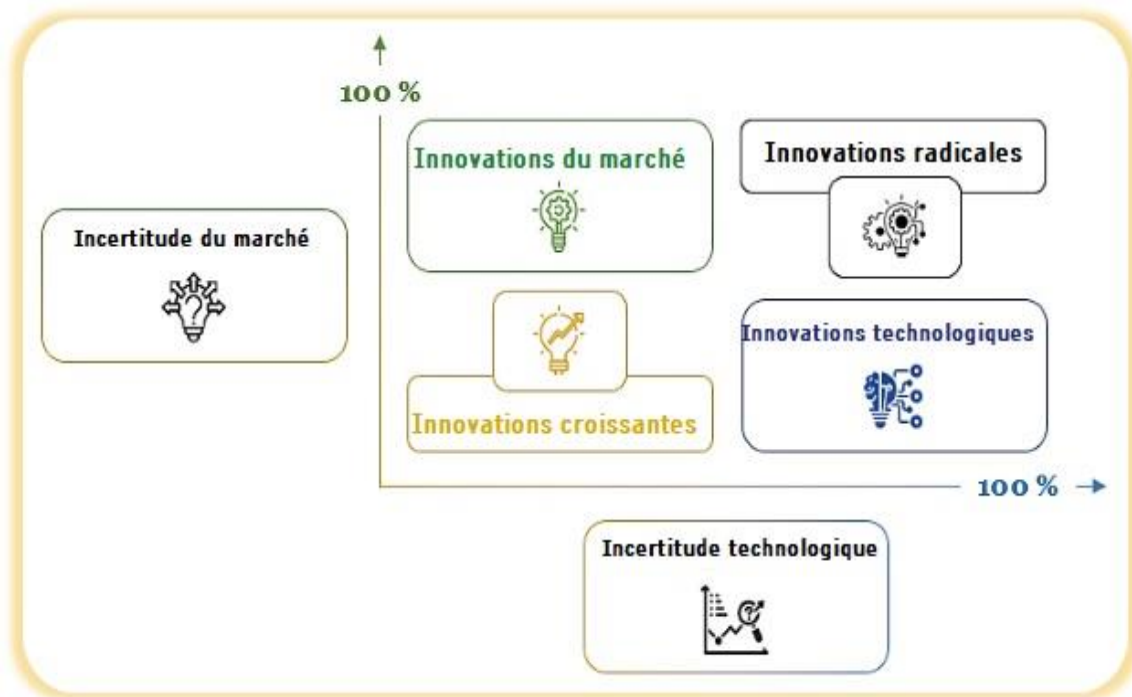 100 %
Innovations du marché
Innovations radicales
Incertitude du marché
Innovations technologiques
Innovations croissantes
100 %
Incertitude technologique